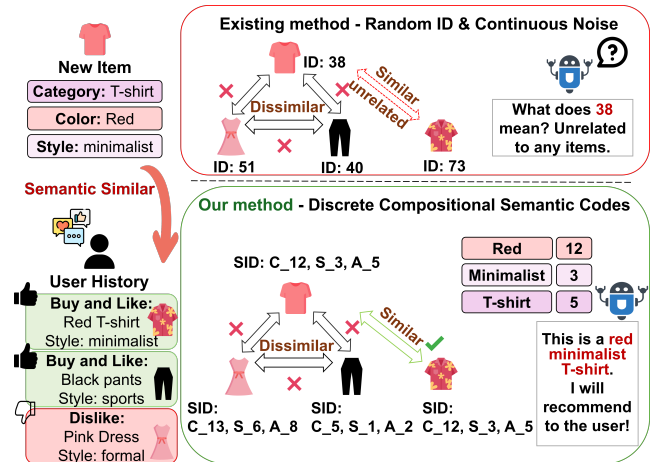 New Item
Category: T-shirt
Color: Red
Style: minimalist
Semantic Similar
User History
Buy and Like:
Red T-shirt
Style: minimalist
Buy and Like:
Black pants
Style: sports
Dislike:
Pink Dress
Style: formal
Existing method - Random ID & Continuous Noise
ID: 38
Similar
unrelated
Dissimilar
ID: 51
ID: 40
ID: 73
?
What does 38
mean? Unrelated
to any items.
Our method - Discrete Compositional Semantic Codes
SID: C_12, S_3, A_5
Red 12
Minimalist 3
T-shirt 5
Similar
Dissimilar
SID:
C_13, S_6, A_8
SID:
C_5, S_1, A_2
SID:
C_12, S_3, A_5
This is a red
minimalist
T-shirt.
I will
recommend
to the user!